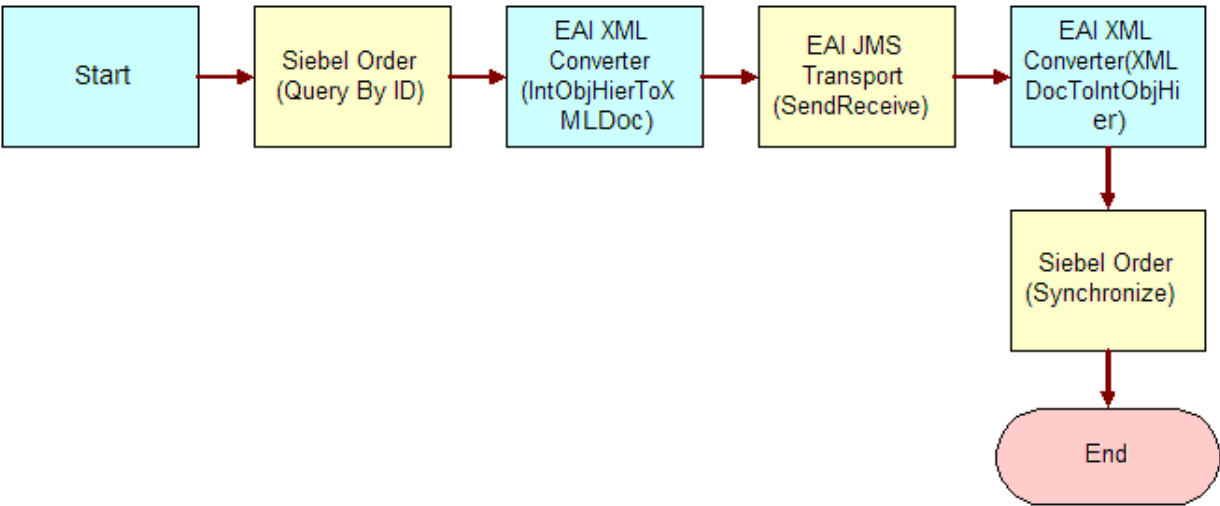 Start
Siebel Order
(Query By ID)
EAI XML
Converter
(IntObjHierToX
MLDoc)
EAI JMS
Transport
(SendReceive)
EAI XML
Converter(XML
DocToIntObjHi
er)
Siebel Order
(Synchronize)
End